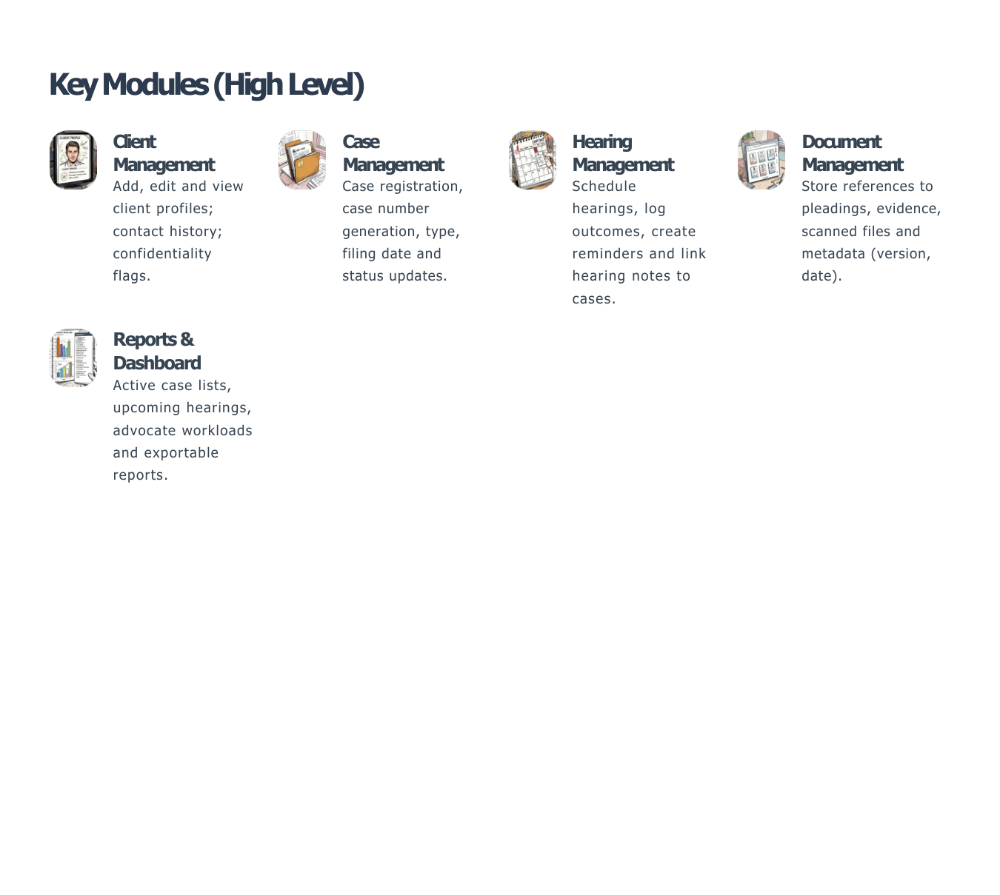 Key Modules (High Level)
CLIENT PROFILE
Client
Management
Add, edit and view
client profiles;
contact history;
confidentiality
flags.
Case
Management
Case registration,
case number
generation, type,
filing date and
status updates.
Hearing
Management
Schedule
hearings, log
outcomes, create
reminders and link
hearing notes to
cases.
Document
Management
Store references to
pleadings, evidence,
scanned files and
metadata (version,
date).
Reports &
Dashboard
Active case lists,
upcoming hearings,
advocate workloads
and exportable
reports.